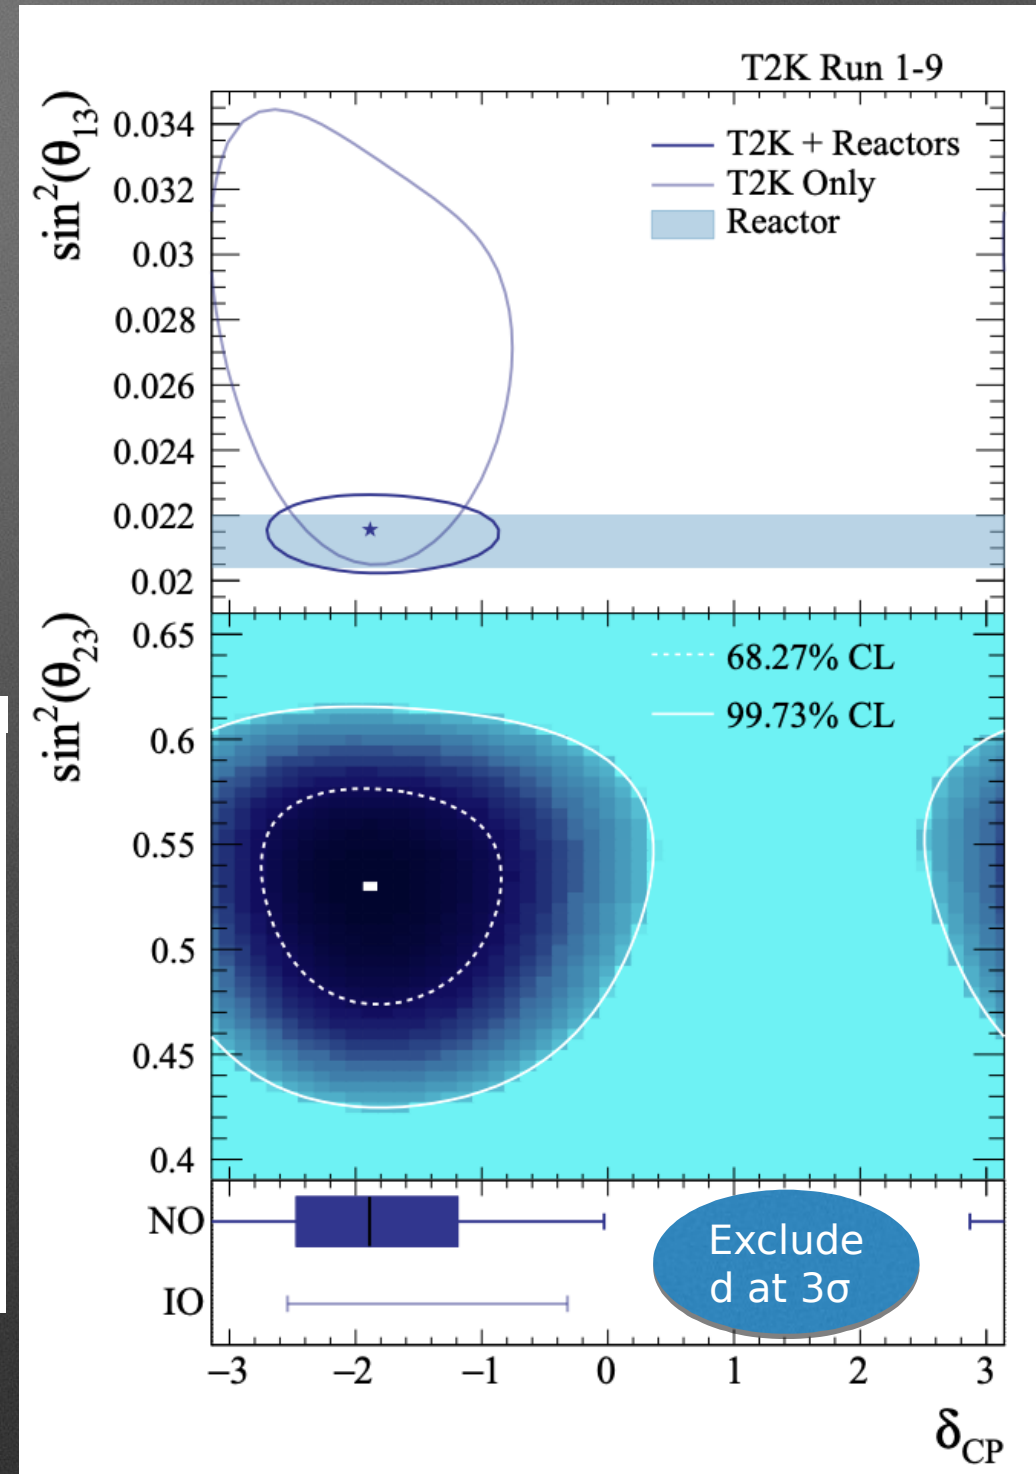 T2K Run 1-9
sin²(θ₁₃)
0.034
0.032
0.03
0.028
0.026
0.024
0.022
0.02
T2K + Reactors
T2K Only
Reactor
sin²(θ₂₃)
0.65
0.6
0.55
0.5
0.45
0.4
68.27% CL
99.73% CL
NO
IO
Exclude
d at 3σ
−3 −2 −1 0 1 2 3
δ_CP